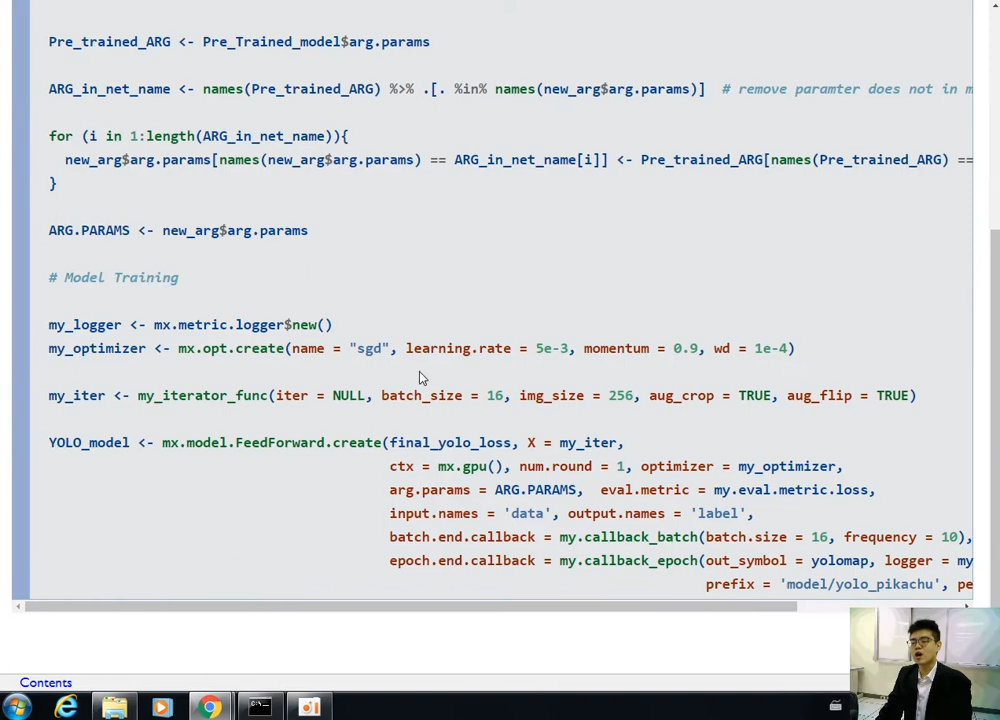 Pre_trained_ARG <- Pre_Trained_model$arg.params
ARG_in_net_name <- names(Pre_trained_ARG) %>% .[. %in% names(new_arg$arg.params)]  # remove paramter does not in m
for (i in 1:length(ARG_in_net_name)){
  new_arg$arg.params[names(new_arg$arg.params) == ARG_in_net_name[i]] <- Pre_trained_ARG[names(Pre_trained_ARG) ==
}
ARG.PARAMS <- new_arg$arg.params
# Model Training
my_logger <- mx.metric.logger$new()
my_optimizer <- mx.opt.create(name = "sgd", learning.rate = 5e-3, momentum = 0.9, wd = 1e-4)
my_iter <- my_iterator_func(iter = NULL, batch_size = 16, img_size = 256, aug_crop = TRUE, aug_flip = TRUE)
YOLO_model <- mx.model.FeedForward.create(final_yolo_loss, X = my_iter,
ctx = mx.gpu(), num.round = 1, optimizer = my_optimizer,
arg.params = ARG.PARAMS,  eval.metric = my.eval.metric.loss,
input.names = 'data', output.names = 'label',
batch.end.callback = my.callback_batch(batch.size = 16, frequency = 10),
epoch.end.callback = my.callback_epoch(out_symbol = yolomap, logger = my
prefix = 'model/yolo_pikachu', pe
Contents